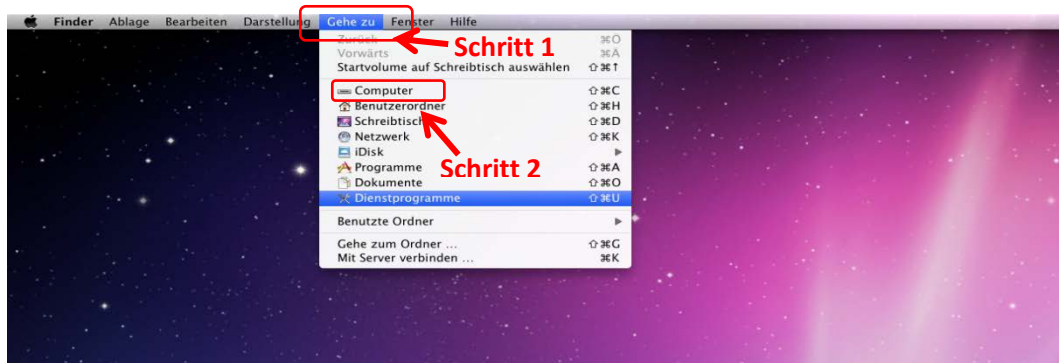 Finder Ablage Bearbeiten Darstellung Gehe zu Fenster Hilfe
Zurück ⌘Ö
Schritt 1
Vorwärts ⌘Ä
Startvolume auf Schreibtisch auswählen ⇧⌘↑
Computer ⇧⌘C
Benutzerordner ⇧⌘H
Schreibtisch ⇧⌘D
Netzwerk ⇧⌘K
iDisk ▶
Programme ⇧⌘A
Schritt 2
Dokumente ⇧⌘O
Dienstprogramme ⇧⌘U
Benutzte Ordner ▶
Gehe zum Ordner ... ⇧⌘G
Mit Server verbinden ... ⌘K